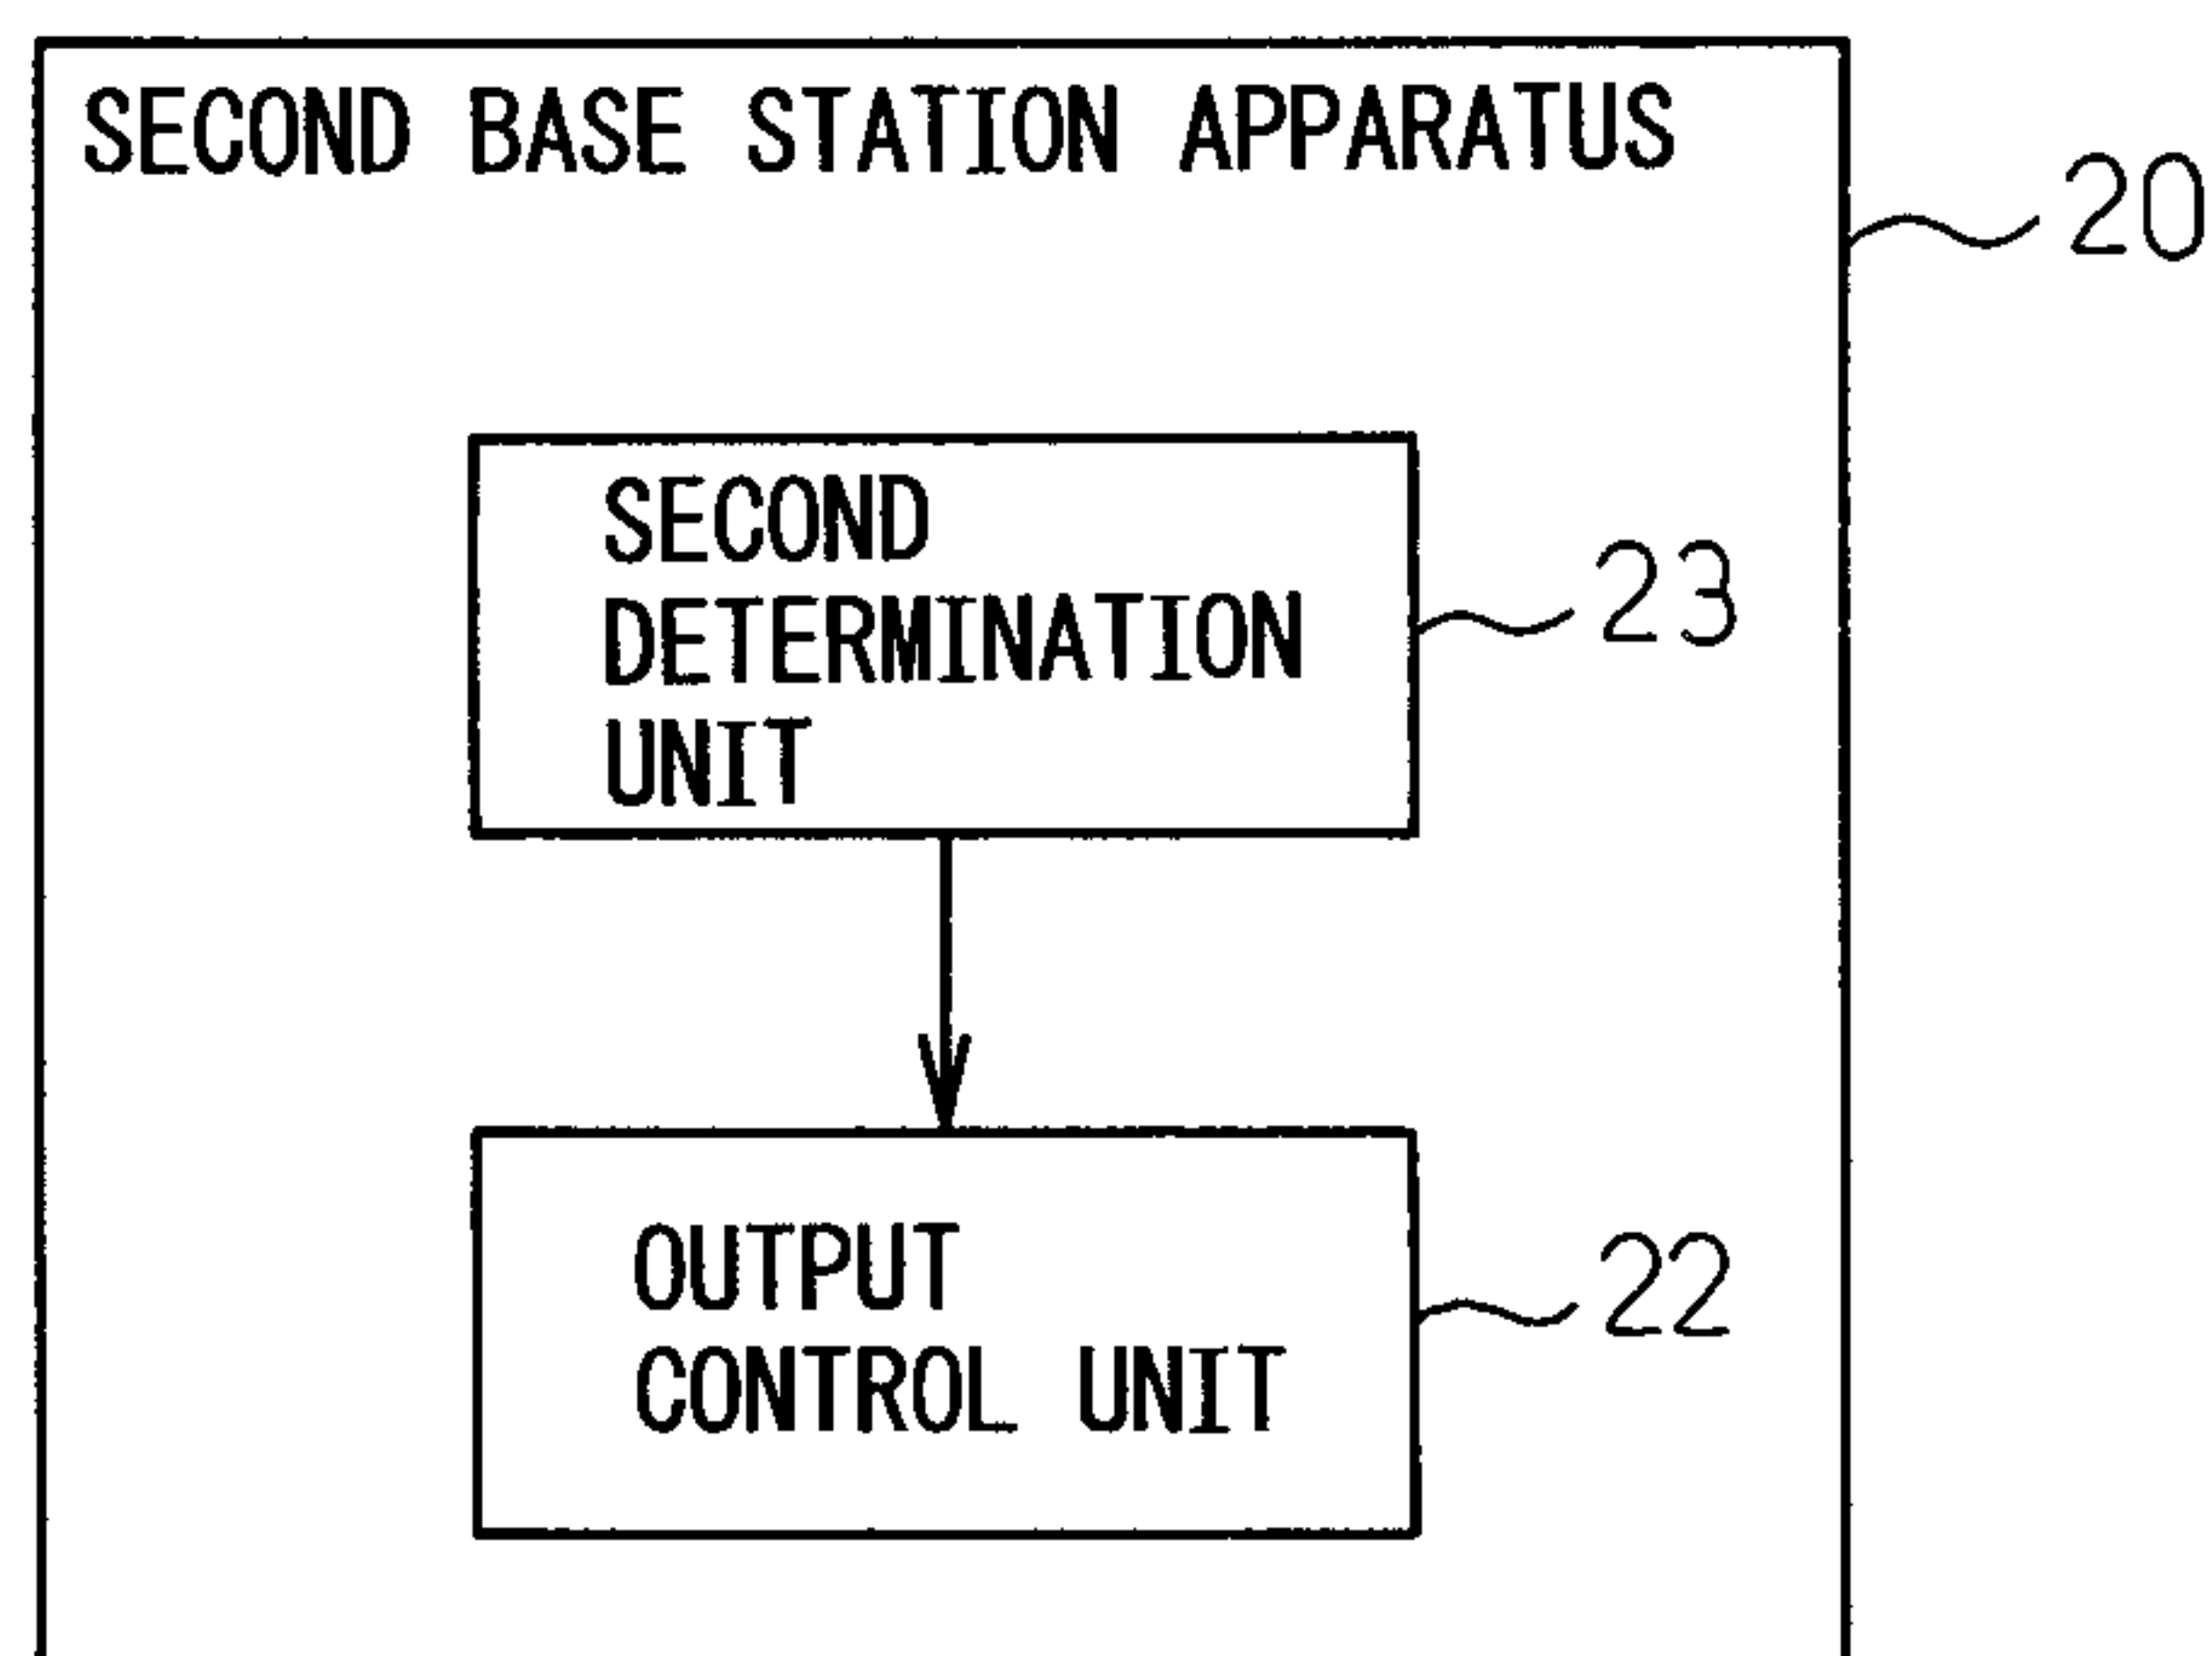 SECOND BASE STATION APPARATUS
20
SECOND
DETERMINATION
UNIT
23
OUTPUT
CONTROL UNIT
22